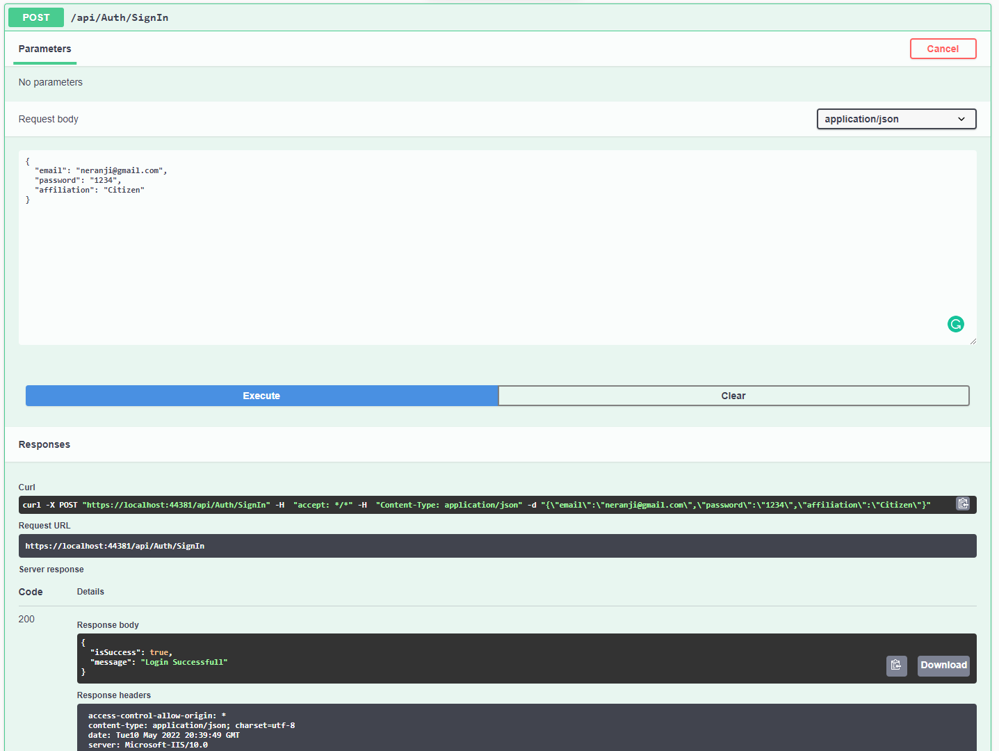 POST /api/Auth/SignIn
Parameters
Cancel
No parameters
Request body
application/json
{
"email": "neranji@gmail.com",
"password": "1234",
"affiliation": "Citizen"
}
Execute
Clear
Responses
Curl
curl -X POST "https://localhost:44381/api/Auth/SignIn" -H  "accept: */*" -H  "Content-Type: application/json" -d "{\"email\":\"neranji@gmail.com\",\"password\":\"1234\",\"affiliation\":\"Citizen\"}"
Request URL
https://localhost:44381/api/Auth/SignIn
Server response
Code Details
200
Response body
{
"isSuccess": true,
"message": "Login Successfull"
}
Download
Response headers
access-control-allow-origin: *
content-type: application/json; charset=utf-8
date: Tue10 May 2022 20:39:49 GMT
server: Microsoft-IIS/10.0